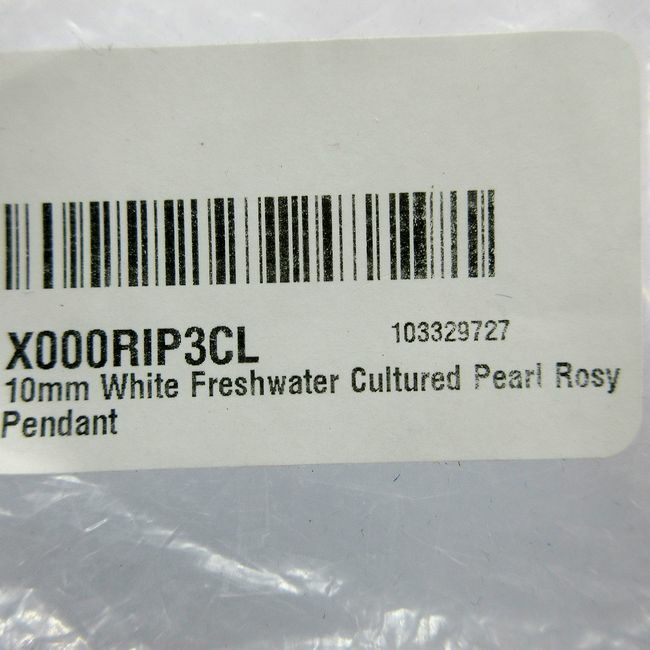 X000RIP3CL 103329727
10mm White Freshwater Cultured Pearl Rosy
Pendant